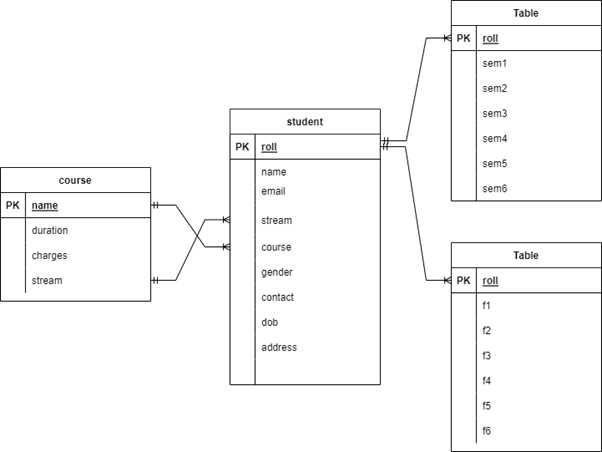 course
PK name
duration
charges
stream
student
PK roll
name
email
stream
course
gender
contact
dob
address
Table
PK roll
sem1
sem2
sem3
sem4
sem5
sem6
Table
PK roll
f1
f2
f3
f4
f5
f6